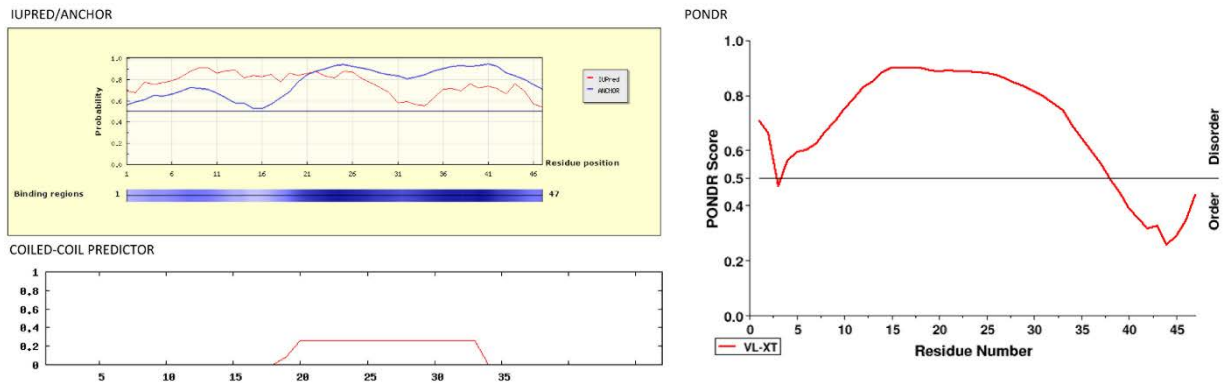 IUPRED/ANCHOR
1.0
0.8
0.6
0.4
0.2
0.0
Probability
1 6 11 16 21 26 31 36 41 46
Residue position
IUPred
ANCHOR
Binding regions 1 47
COILED-COIL PREDICTOR
1
0.8
0.6
0.4
0.2
0
5 10 15 20 25 30 35
PONDR
1.0
0.8
0.6
0.5
0.4
0.2
0.0
PONDR Score
Disorder
Order
0 5 10 15 20 25 30 35 40 45
VL-XT
Residue Number